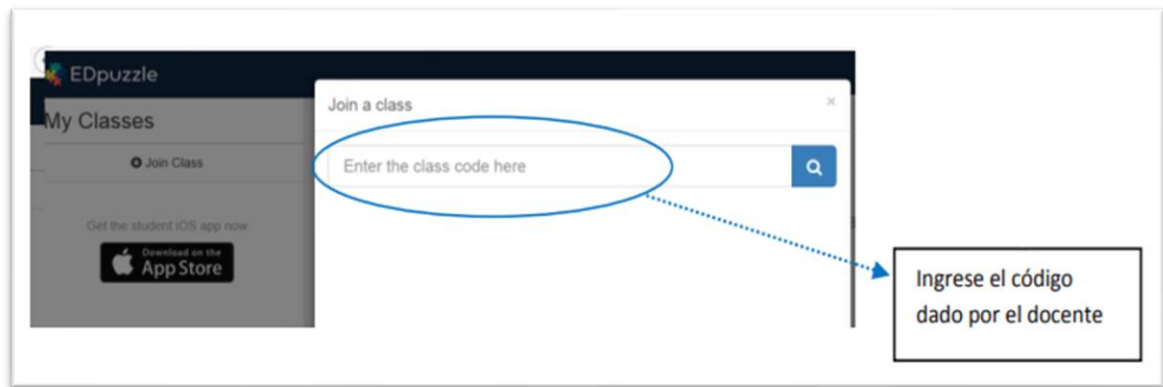 EDpuzzle
My Classes
Join Class
Get the student iOS app now
Download on the
App Store
Join a class
×
Enter the class code here
Ingrese el código
dado por el docente